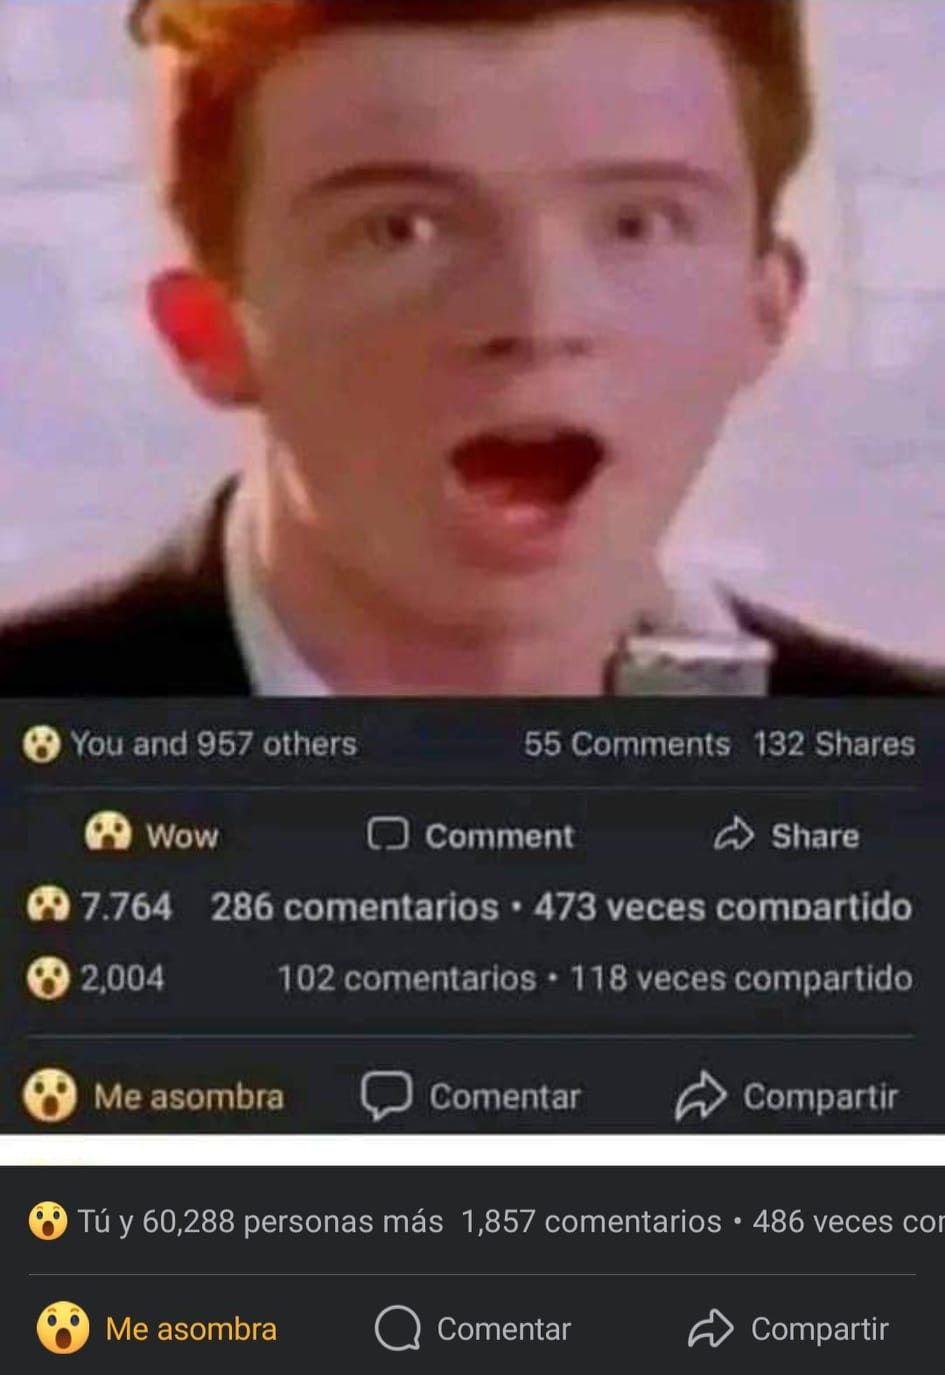 You and 957 others 55 Comments 132 Shares
Wow Comment Share
7.764 286 comentarios • 473 veces compartido
2,004 102 comentarios • 118 veces compartido
Me asombra Comentar Compartir
Tú y 60,288 personas más 1,857 comentarios • 486 veces cor
Me asombra Comentar Compartir